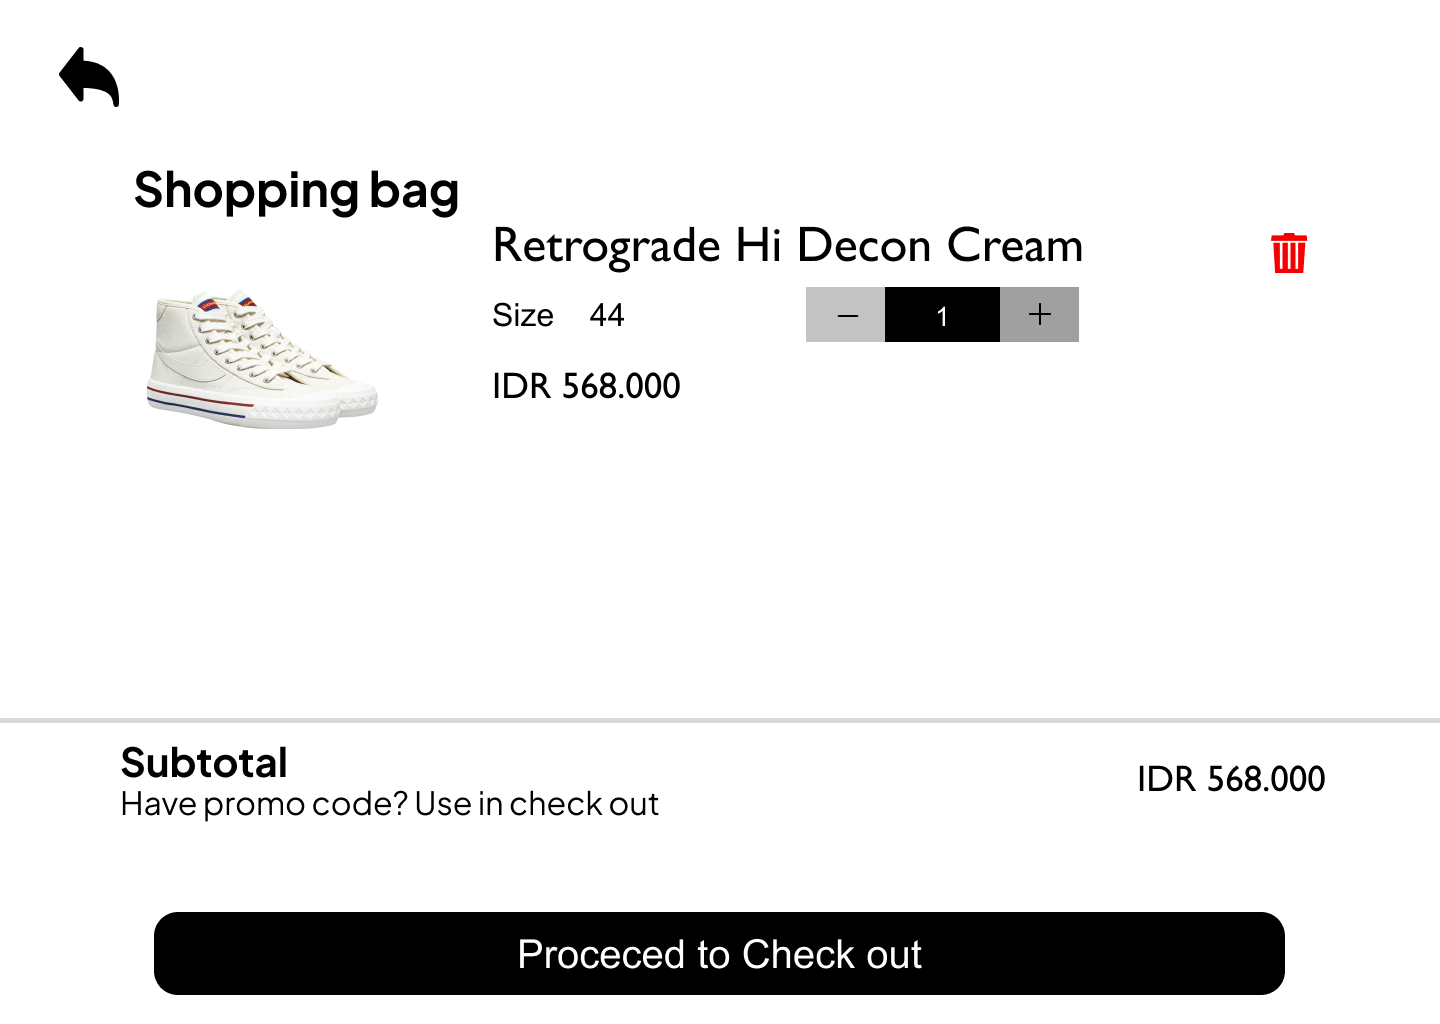 Shopping bag
Retrograde Hi Decon Cream
Size 44
− 1 +
IDR 568.000
Subtotal
IDR 568.000
Have promo code? Use in check out
Proceced to Check out